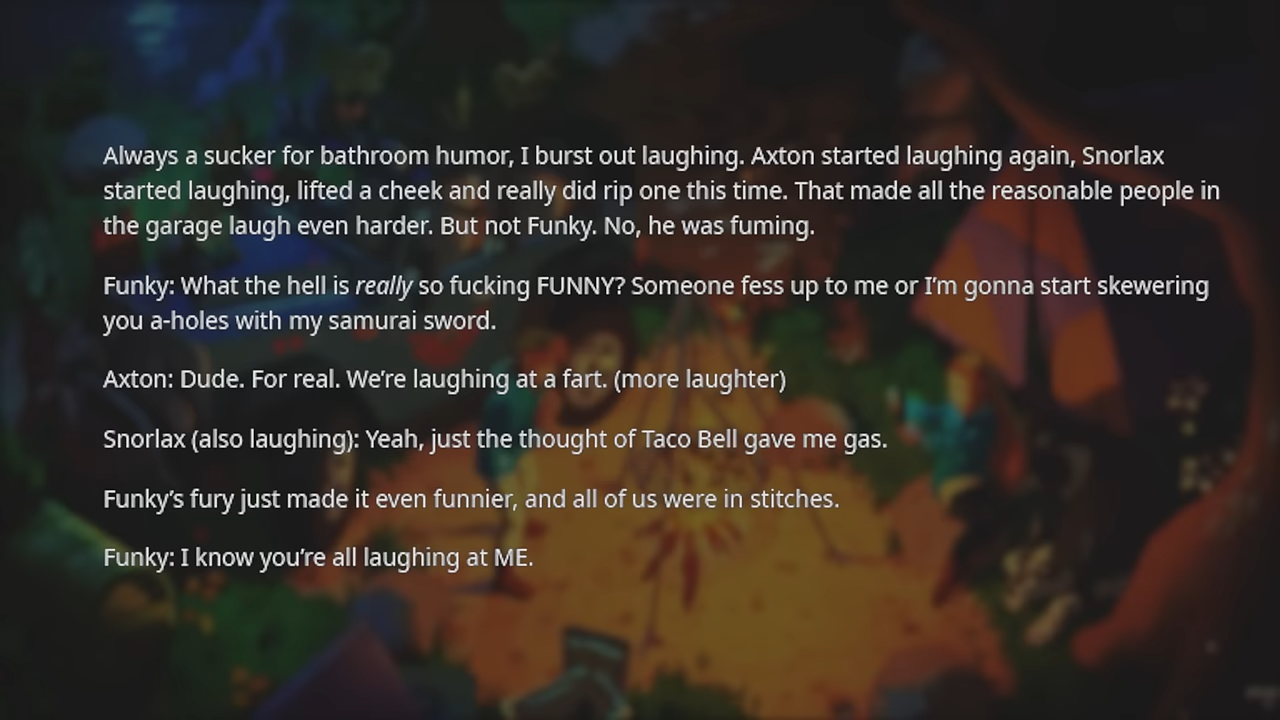 Always a sucker for bathroom humor, I burst out laughing. Axton started laughing again, Snorlax
started laughing, lifted a cheek and really did rip one this time. That made all the reasonable people in
the garage laugh even harder. But not Funky. No, he was fuming.
Funky: What the hell is really so fucking FUNNY? Someone fess up to me or I’m gonna start skewering
you a-holes with my samurai sword.
Axton: Dude. For real. We’re laughing at a fart. (more laughter)
Snorlax (also laughing): Yeah, just the thought of Taco Bell gave me gas.
Funky’s fury just made it even funnier, and all of us were in stitches.
Funky: I know you’re all laughing at ME.